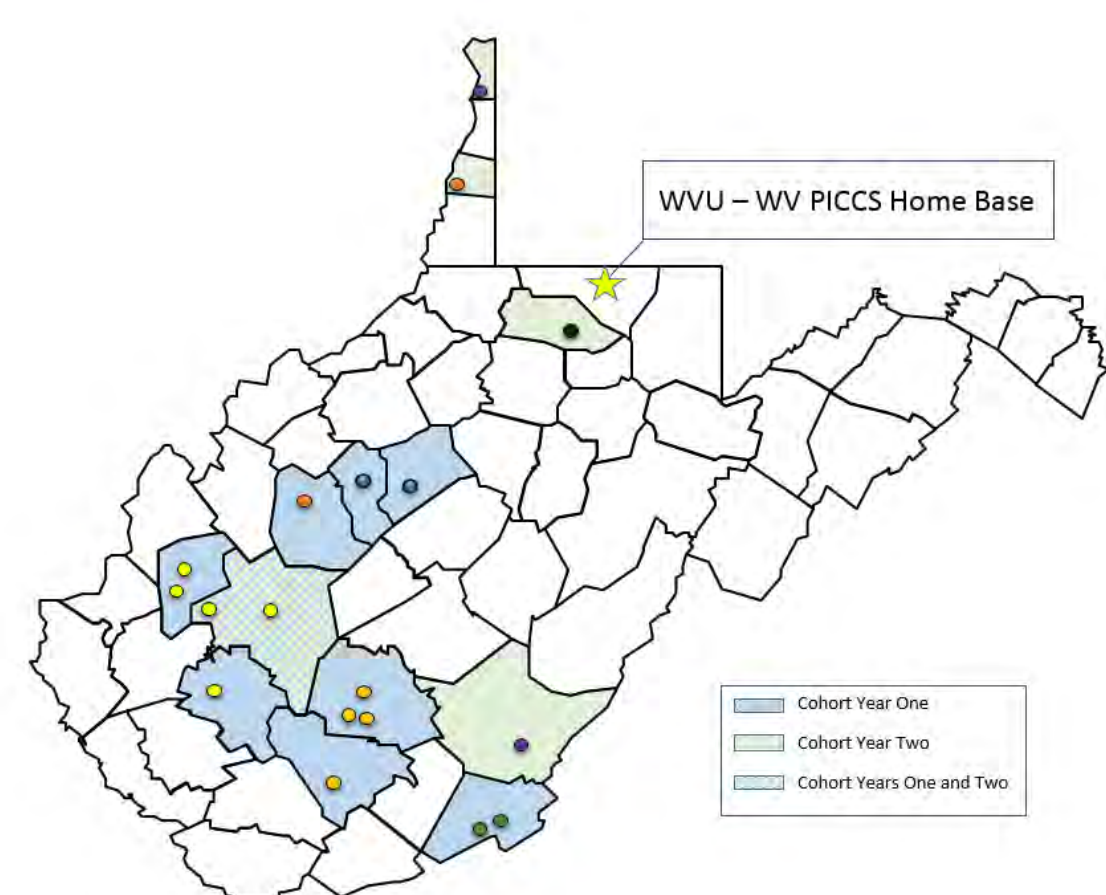 WVU – WV PICCS Home Base
Cohort Year One
Cohort Year Two
Cohort Years One and Two